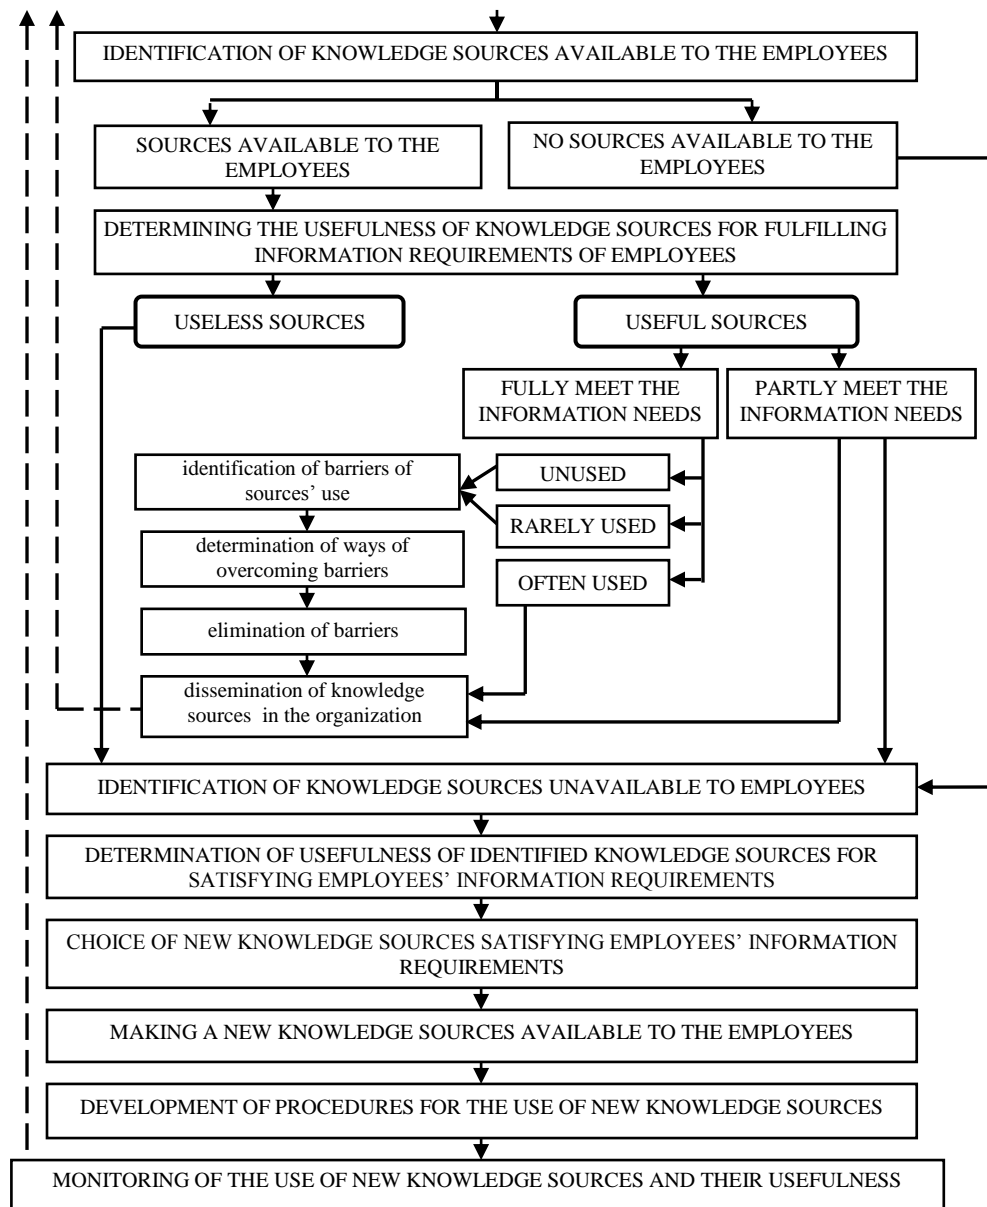 IDENTIFICATION OF KNOWLEDGE SOURCES AVAILABLE TO THE EMPLOYEES
SOURCES AVAILABLE TO THE
EMPLOYEES
NO SOURCES AVAILABLE TO THE
EMPLOYEES
DETERMINING THE USEFULNESS OF KNOWLEDGE SOURCES FOR FULFILLING
INFORMATION REQUIREMENTS OF EMPLOYEES
USELESS SOURCES
USEFUL SOURCES
FULLY MEET THE
INFORMATION NEEDS
PARTLY MEET THE
INFORMATION NEEDS
identification of barriers of
sources' use
UNUSED
RARELY USED
determination of ways of
overcoming barriers
OFTEN USED
elimination of barriers
dissemination of knowledge
sources in the organization
IDENTIFICATION OF KNOWLEDGE SOURCES UNAVAILABLE TO EMPLOYEES
DETERMINATION OF USEFULNESS OF IDENTIFIED KNOWLEDGE SOURCES FOR
SATISFYING EMPLOYEES' INFORMATION REQUIREMENTS
CHOICE OF NEW KNOWLEDGE SOURCES SATISFYING EMPLOYEES' INFORMATION
REQUIREMENTS
MAKING A NEW KNOWLEDGE SOURCES AVAILABLE TO THE EMPLOYEES
DEVELOPMENT OF PROCEDURES FOR THE USE OF NEW KNOWLEDGE SOURCES
MONITORING OF THE USE OF NEW KNOWLEDGE SOURCES AND THEIR USEFULNESS